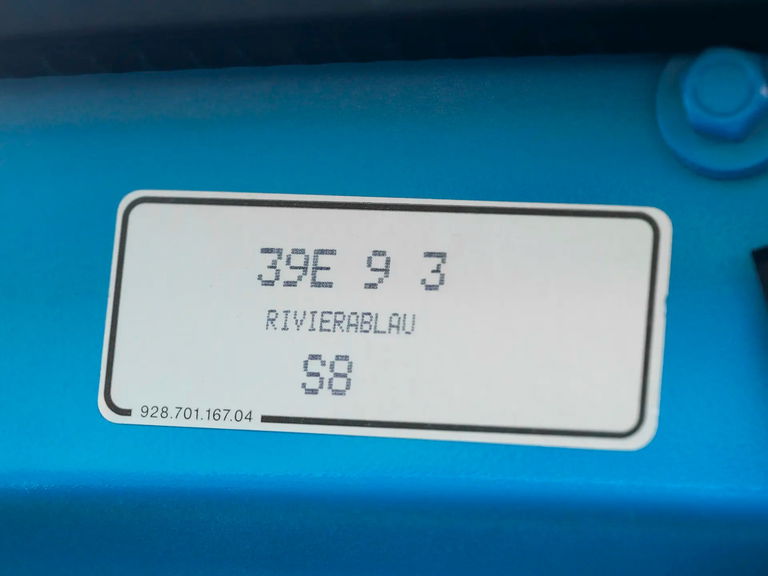 39E 9 3
RIVIERABLAU
S8
928.701.167.04